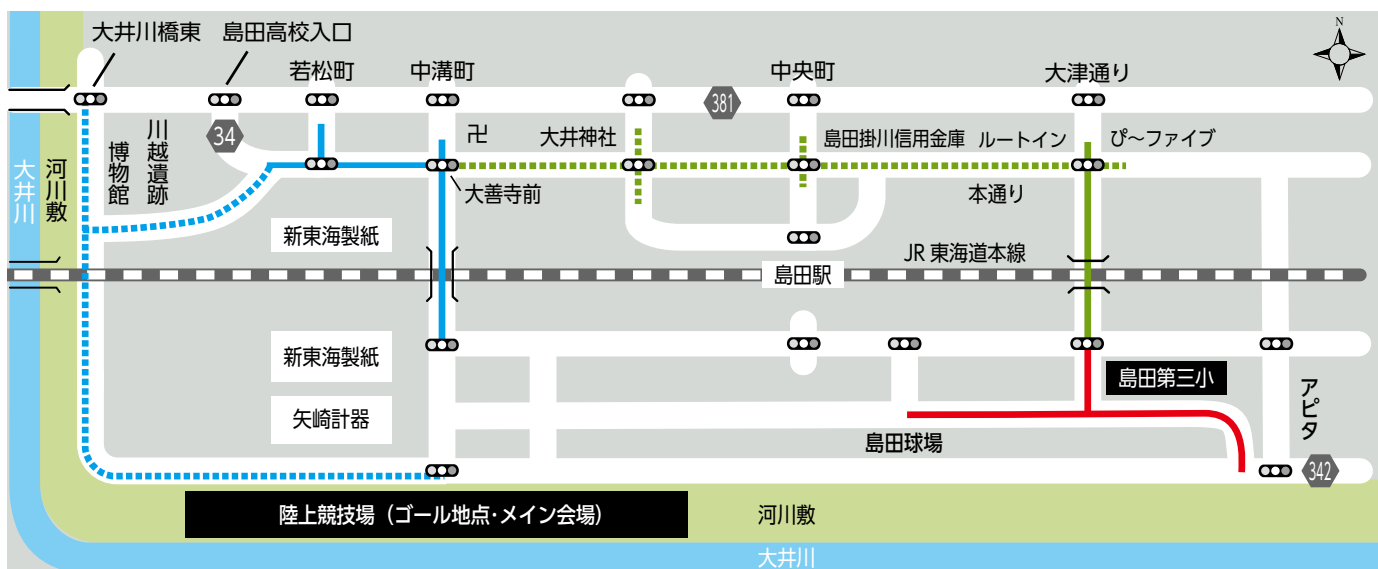 大井川橋東
島田高校入口
N
若松町
中溝町
中央町
大津通り
381
34
川越遺跡
博物館
卍
大井神社
島田掛川信用金庫
ルートイン
ぴ〜ファイブ
大井川
河川敷
大善寺前
本通り
新東海製紙
JR東海道本線
島田駅
新東海製紙
島田第三小
矢崎計器
アピタ
島田球場
342
陸上競技場（ゴール地点・メイン会場）
河川敷
大井川